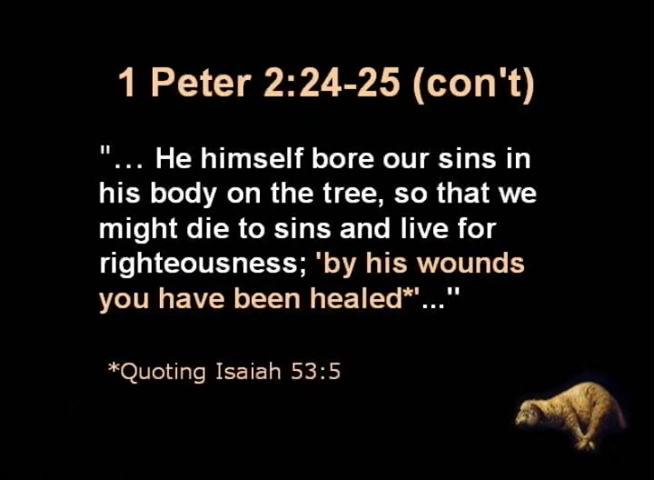 1 Peter 2:24-25 (con't)
"... He himself bore our sins in
his body on the tree, so that we
might die to sins and live for
righteousness; 'by his wounds
you have been healed*'..."
*Quoting Isaiah 53:5